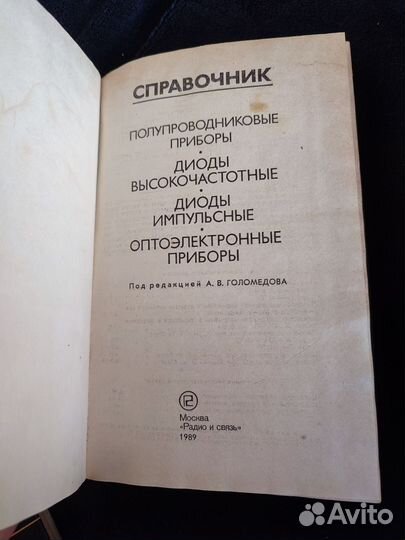 СПРАВОЧНИК
ПОЛУПРОВОДНИКОВЫЕ
ПРИБОРЫ
•
ДИОДЫ
ВЫСОКОЧАСТОТНЫЕ
•
ДИОДЫ
ИМПУЛЬСНЫЕ
•
ОПТОЭЛЕКТРОННЫЕ
ПРИБОРЫ
Под редакцией А. В. ГОЛОМЕДОВА
Москва
«Радио и связь»
1989
Avito